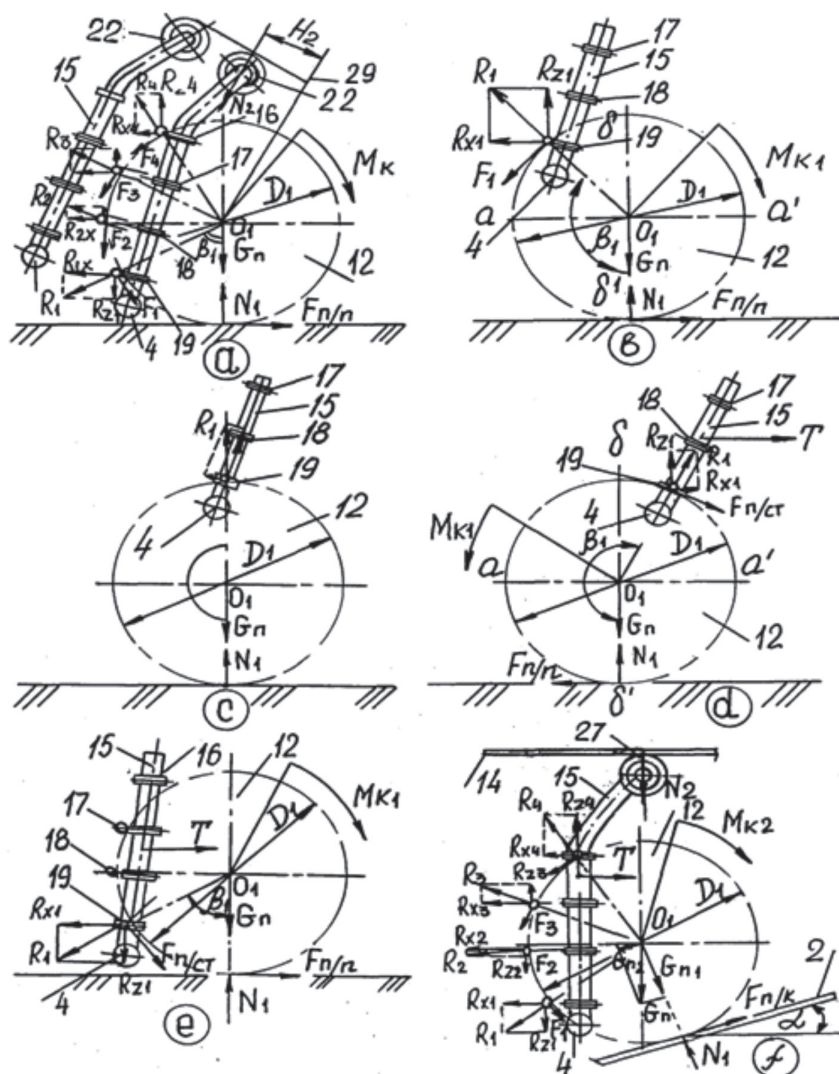 22
H₂
29
22
15
R₄
N₂
16
Rx4
17
R₃
F₄
F₃
Mк
D₁
R₂
R₂x
F₂
O₁
β₁
Gп
18
12
R₁x
R₁
Rz1
F₁
N₁
Fп/п
4
19
a
17
15
R₁
Rz1
18
δ
Rx1
19
F₁
Mк1
D₁
4
a
a'
O₁
β₁
Gп
12
δ'
N₁
Fп/п
в
17
15
R₁
18
19
12
4
D₁
O₁
Gп
N₁
c
17
18
15
T
δ
Rz1
R₁
19
Rx1
Fп/ст
4
Mк1
β₁
D₁
a
a'
O₁
Gп
12
N₁
Fп/п
δ'
d
15
16
12
17
T
D₁
Mк1
18
19
O₁
Rx1
Gп
R₁
Fп/ст
Fп/п
4
Rz1
N₁
e
27
14
15
N₂
R₄
Rz4
12
Mк2
Rx4
Rz3
T
R₃
D₁
Rx3
F₃
O₁
Rx2
R₂
Rz2
F₂
Gп2
Gп1
2
Rx1
Gп
Fп/к
R₁
Rz1
F₁
α
4
N₁
f